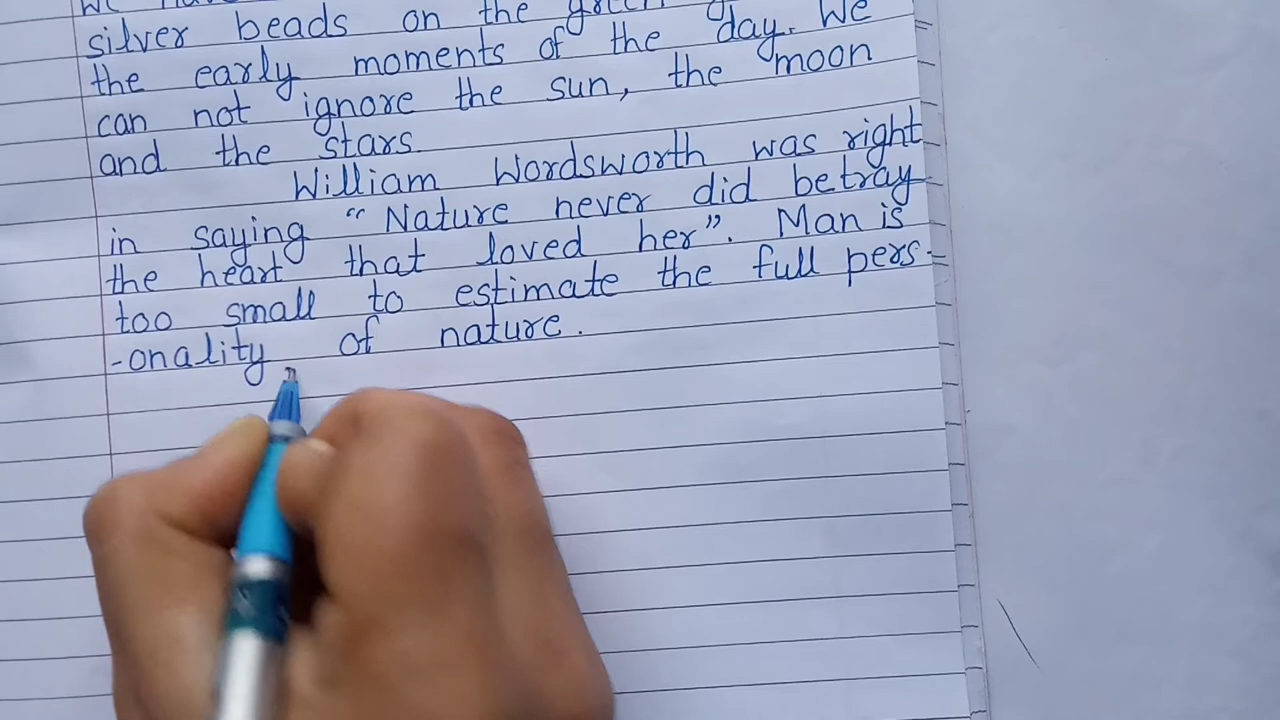 silver beads on the green
the early moments of the day. We
can not ignore the sun, the moon
and the stars.
William Wordsworth was right
in saying “Nature never did betray
the heart that loved her”. Man is
too small to estimate the full pers-
-onality of nature.